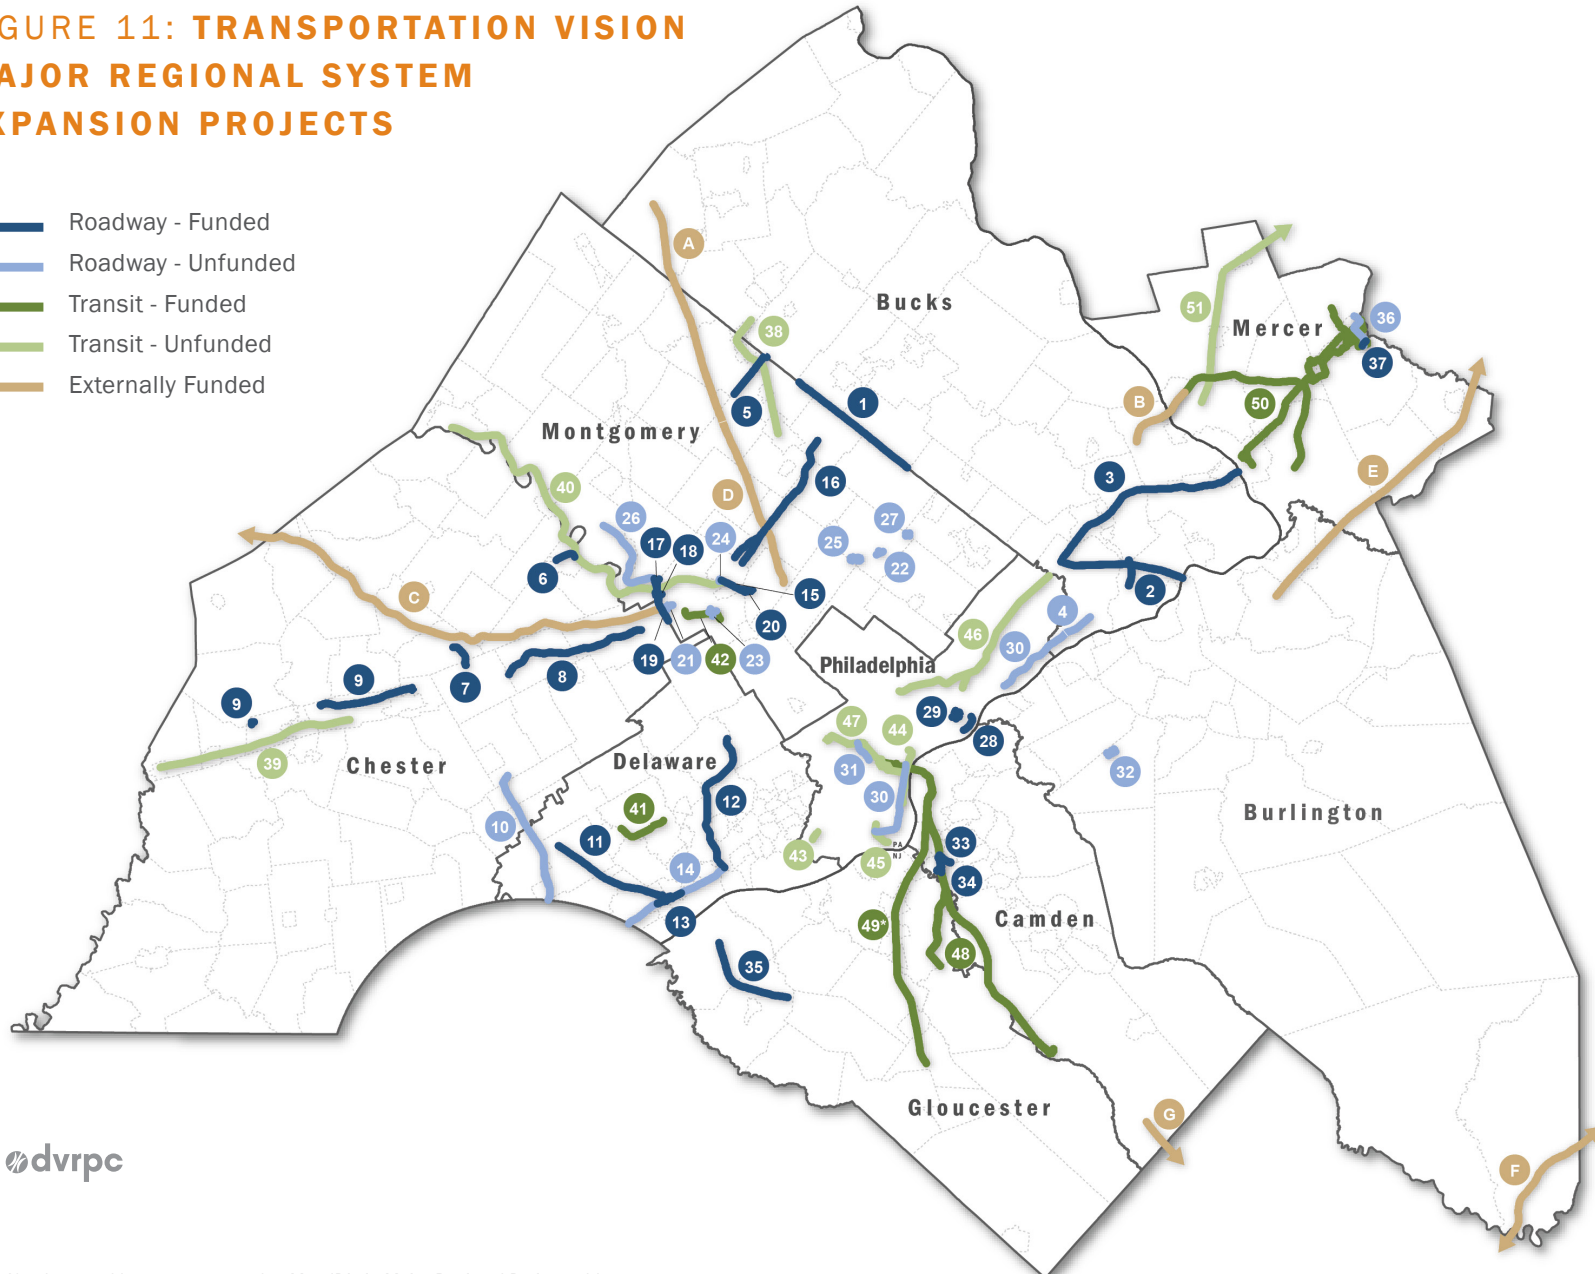 GURE 11: TRANSPORTATION VISION
AJOR REGIONAL SYSTEM
XPANSION PROJECTS
Roadway - Funded
Roadway - Unfunded
Transit - Funded
Transit - Unfunded
Externally Funded
A
Bucks
51
Mercer
36
38
37
B
5
1
50
Montgomery
E
3
16
40
D
26
27
17
18
24
25
22
6
2
C
15
4
20
46
30
19
21
42
23
Philadelphia
8
7
9
9
29
28
47
44
39
Chester
Delaware
31
32
12
30
41
Burlington
10
11
33
PA
NJ
43
45
14
34
13
49*
Camden
48
35
Gloucester
G
dvrpc
F